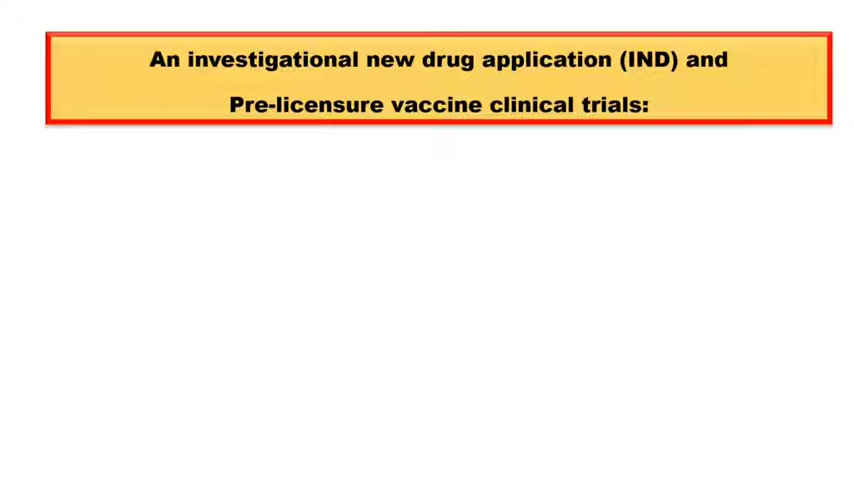 An investigational new drug application (IND) and
Pre-licensure vaccine clinical trials: